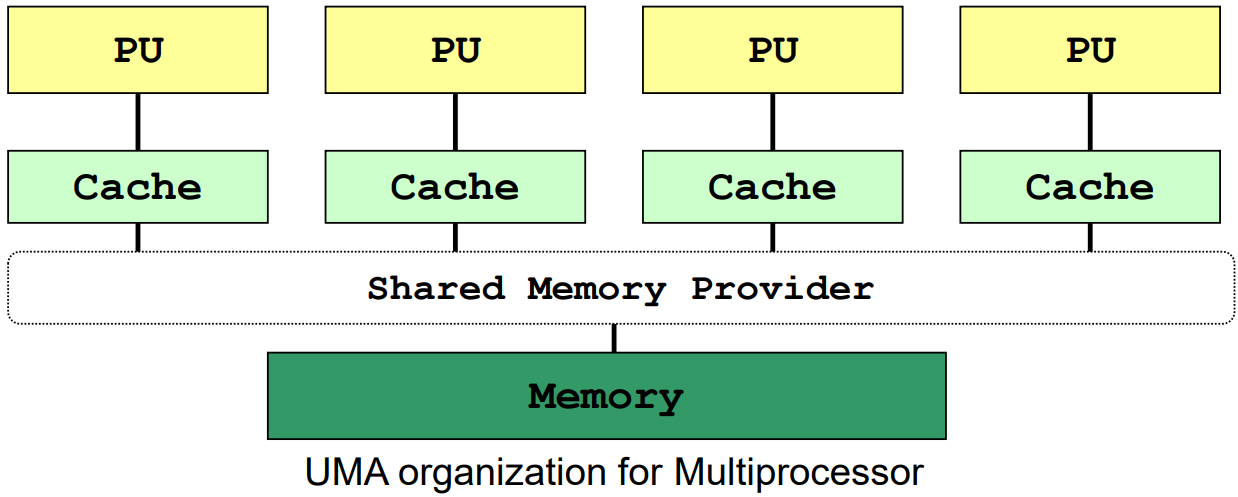 PU PU PU PU
Cache Cache Cache Cache
Shared Memory Provider
Memory
UMA organization for Multiprocessor